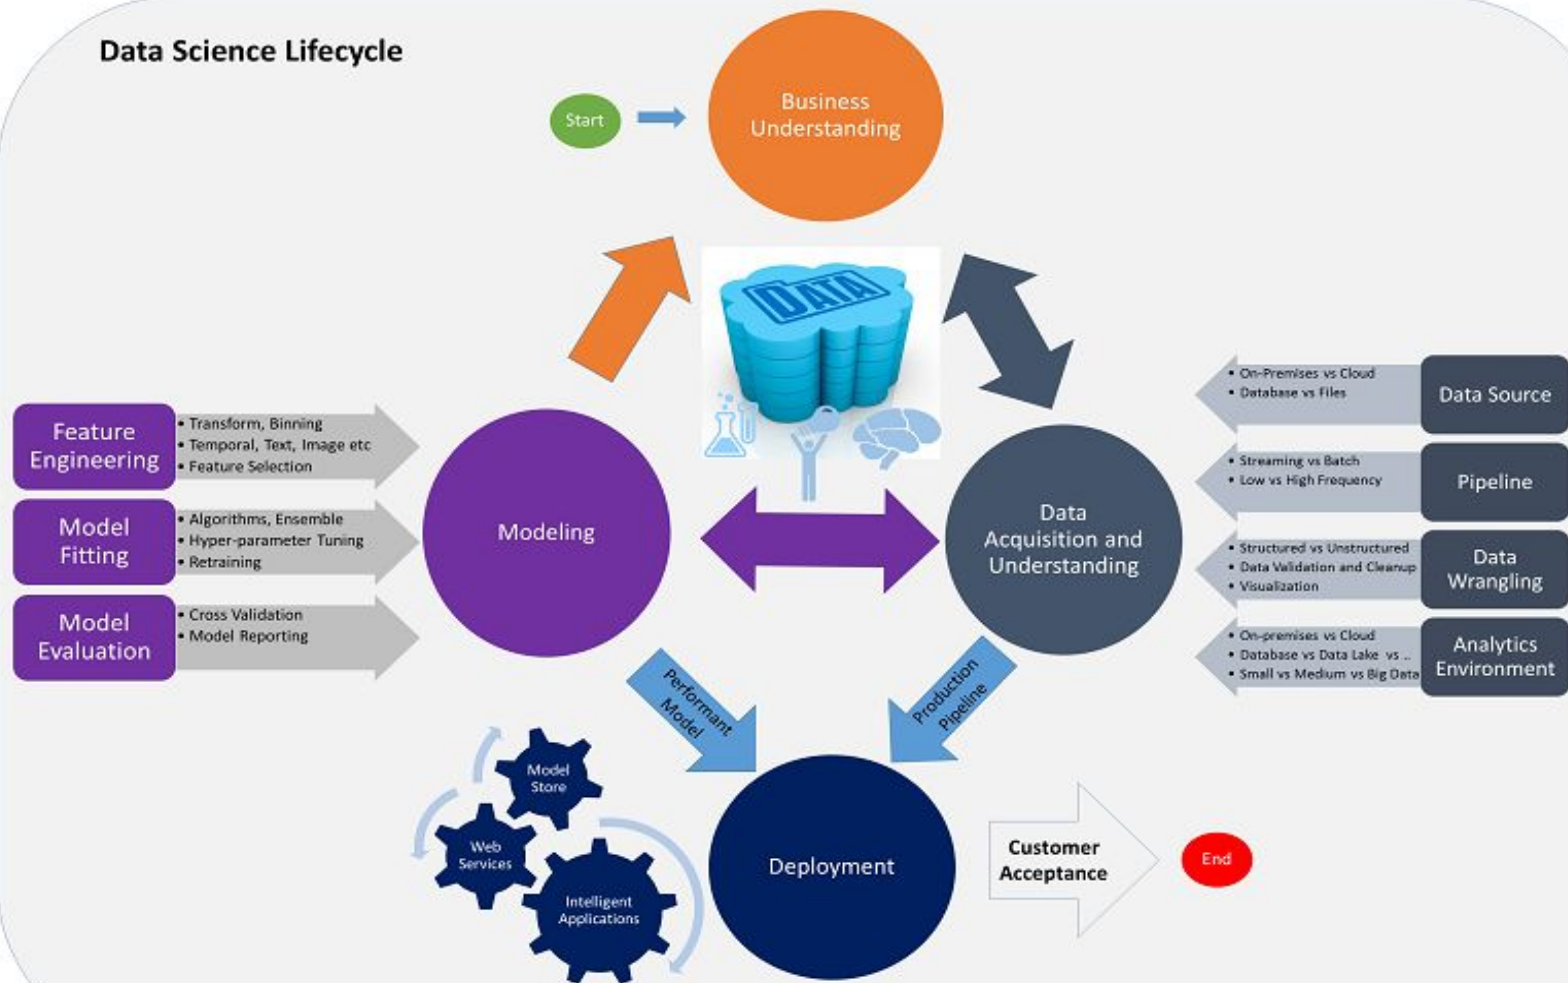 Data Science Lifecycle
Start
Business
Understanding
DATA
Feature
Engineering
• Transform, Binning
• Temporal, Text, Image etc
• Feature Selection
Model
Fitting
• Algorithms, Ensemble
• Hyper-parameter Tuning
• Retraining
Model
Evaluation
• Cross Validation
• Model Reporting
Modeling
Data
Acquisition and
Understanding
• On-Premises vs Cloud
• Database vs Files
Data Source
• Streaming vs Batch
• Low vs High Frequency
Pipeline
• Structured vs Unstructured
• Data Validation and Cleanup
• Visualization
Data
Wrangling
• On-premises vs Cloud
• Database vs Data Lake vs ..
• Small vs Medium vs Big Data
Analytics
Environment
Performant
Model
Production
Pipeline
Model
Store
Web
Services
Intelligent
Applications
Deployment
Customer
Acceptance
End